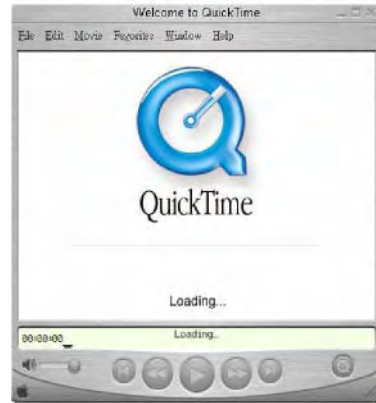 Welcome to QuickTime
File Edit Movie Favorites Window Help
QuickTime
Loading...
00:00:00 Loading...